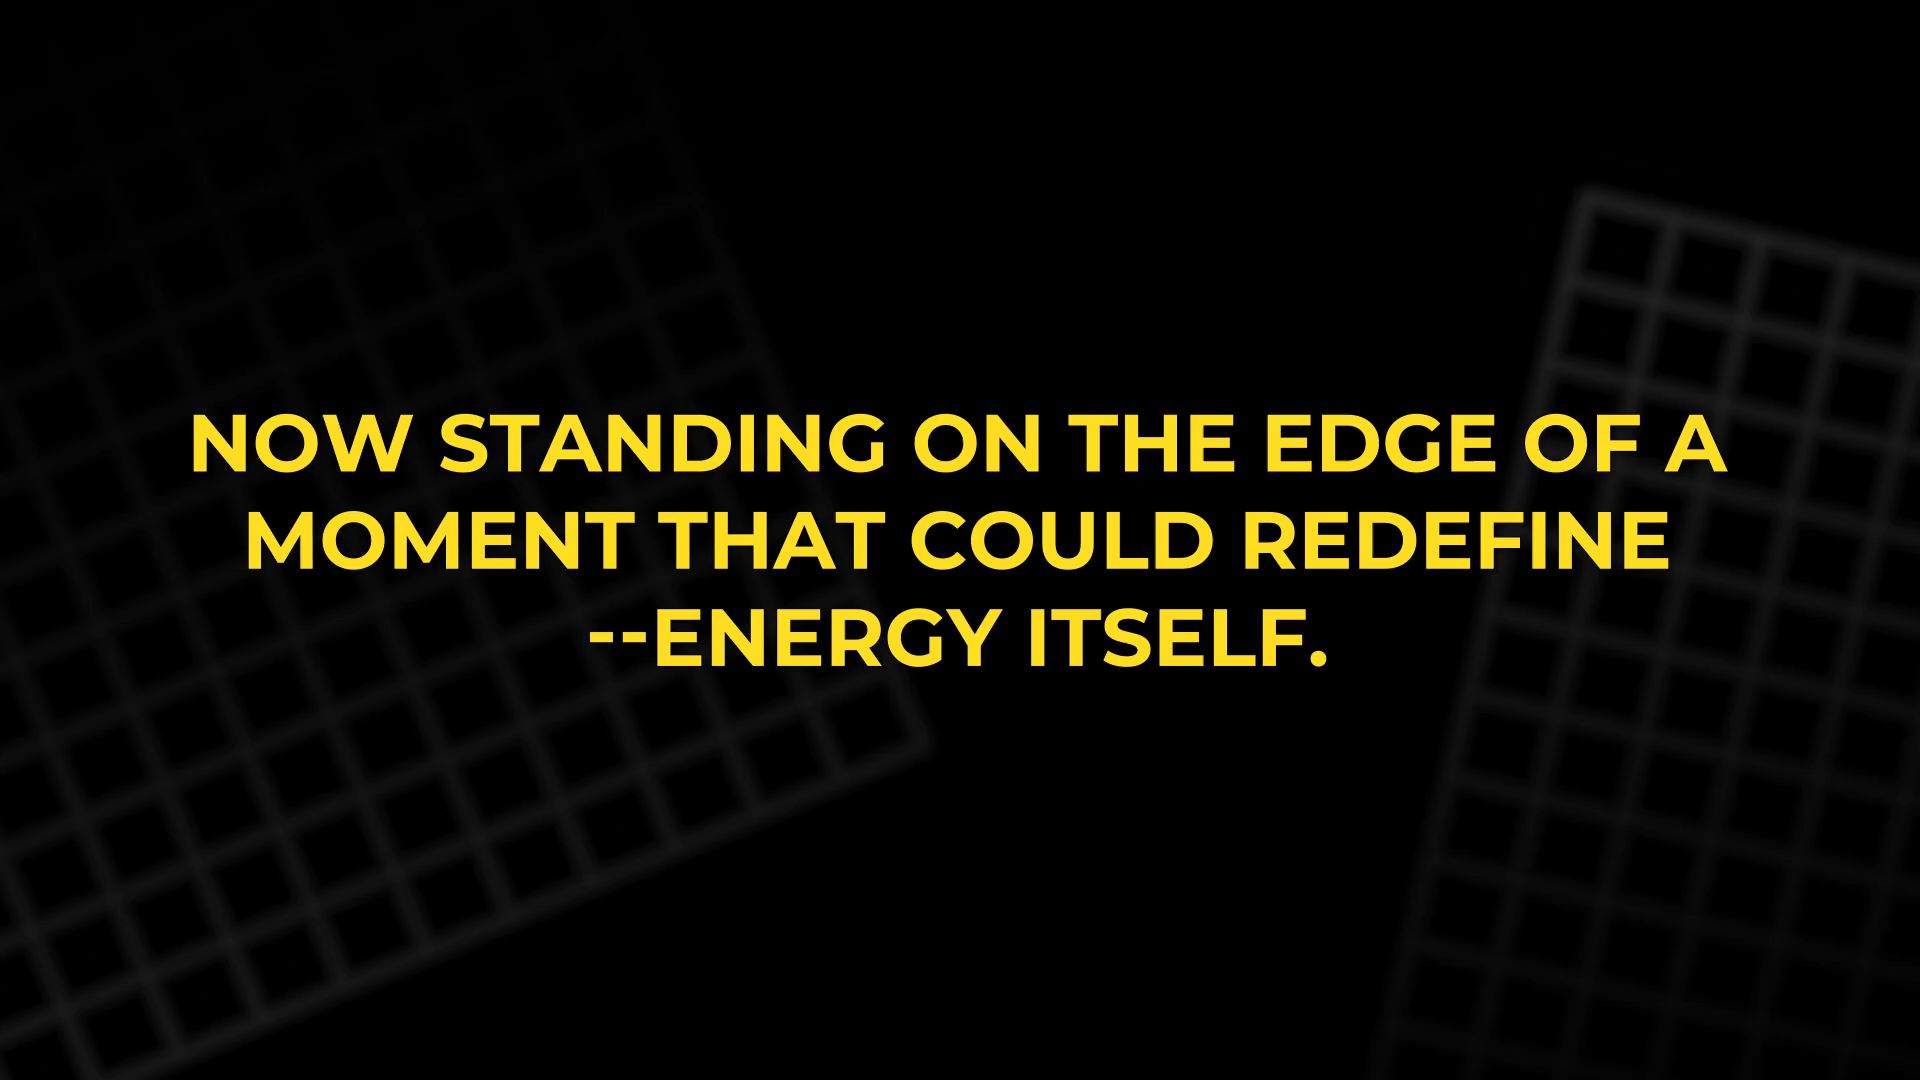 NOW STANDING ON THE EDGE OF A
MOMENT THAT COULD REDEFINE
--ENERGY ITSELF.